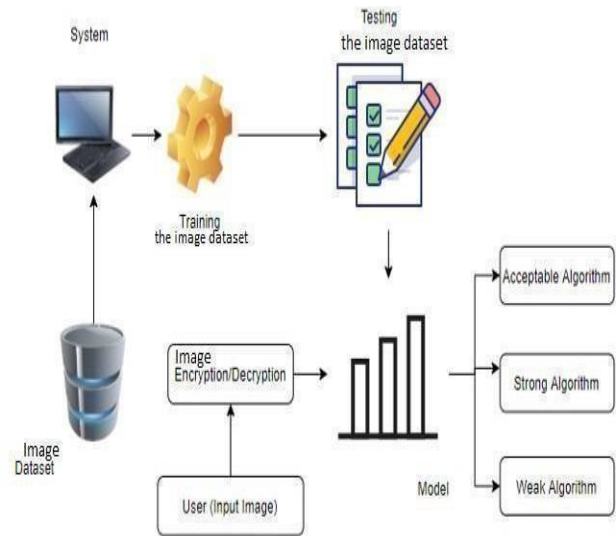 System
Testing
the image dataset
Training
the image dataset
Image
Dataset
Image
Encryption/Decryption
User (Input Image)
Model
Acceptable Algorithm
Strong Algorithm
Weak Algorithm